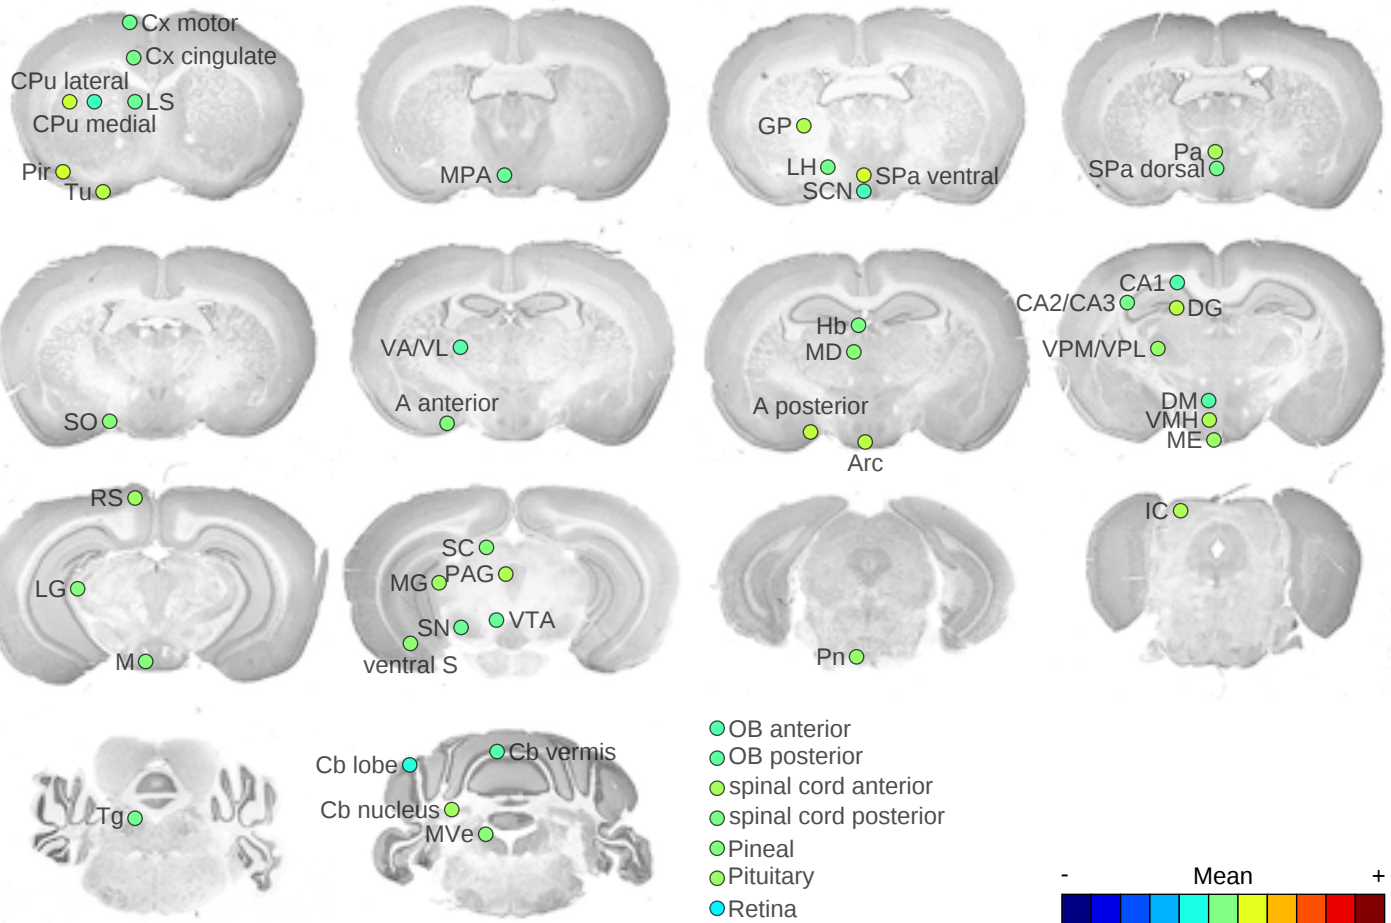 Cx motor
Cx cingulate
CPu lateral
LS
CPu medial
Pir
Tu
MPA
GP
LH
SPa ventral
SCN
Pa
SPa dorsal
SO
VA/VL
A anterior
Hb
MD
A posterior
Arc
CA1
CA2/CA3
DG
VPM/VPL
DM
VMH
ME
RS
LG
M
SC
MG
PAG
SN
VTA
ventral S
Pn
IC
Tg
Cb lobe
Cb vermis
Cb nucleus
MVe
OB anterior
OB posterior
spinal cord anterior
spinal cord posterior
Pineal
Pituitary
Retina
- Mean +